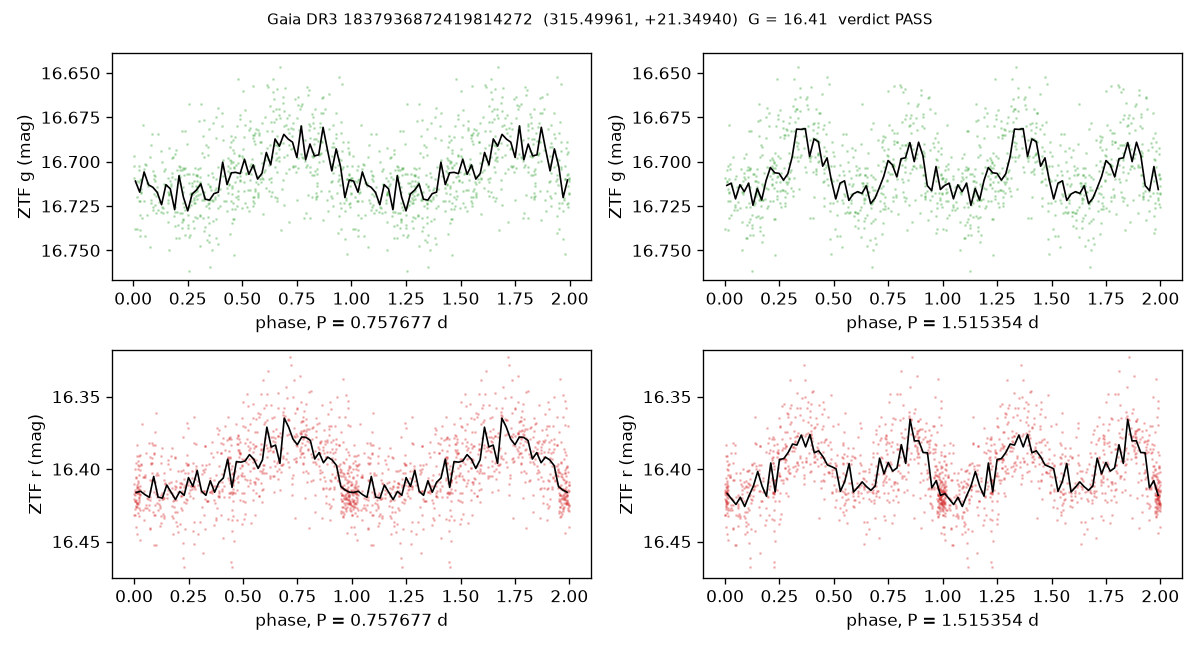 Gaia DR3 1837936872419814272 (315.49961, +21.34940) G = 16.41 verdict PASS
ZTF g (mag)
16.650
16.675
16.700
16.725
16.750
0.00 0.25 0.50 0.75 1.00 1.25 1.50 1.75 2.00
phase, P = 0.757677 d
ZTF g (mag)
16.650
16.675
16.700
16.725
16.750
0.00 0.25 0.50 0.75 1.00 1.25 1.50 1.75 2.00
phase, P = 1.515354 d
ZTF r (mag)
16.35
16.40
16.45
0.00 0.25 0.50 0.75 1.00 1.25 1.50 1.75 2.00
phase, P = 0.757677 d
ZTF r (mag)
16.35
16.40
16.45
0.00 0.25 0.50 0.75 1.00 1.25 1.50 1.75 2.00
phase, P = 1.515354 d